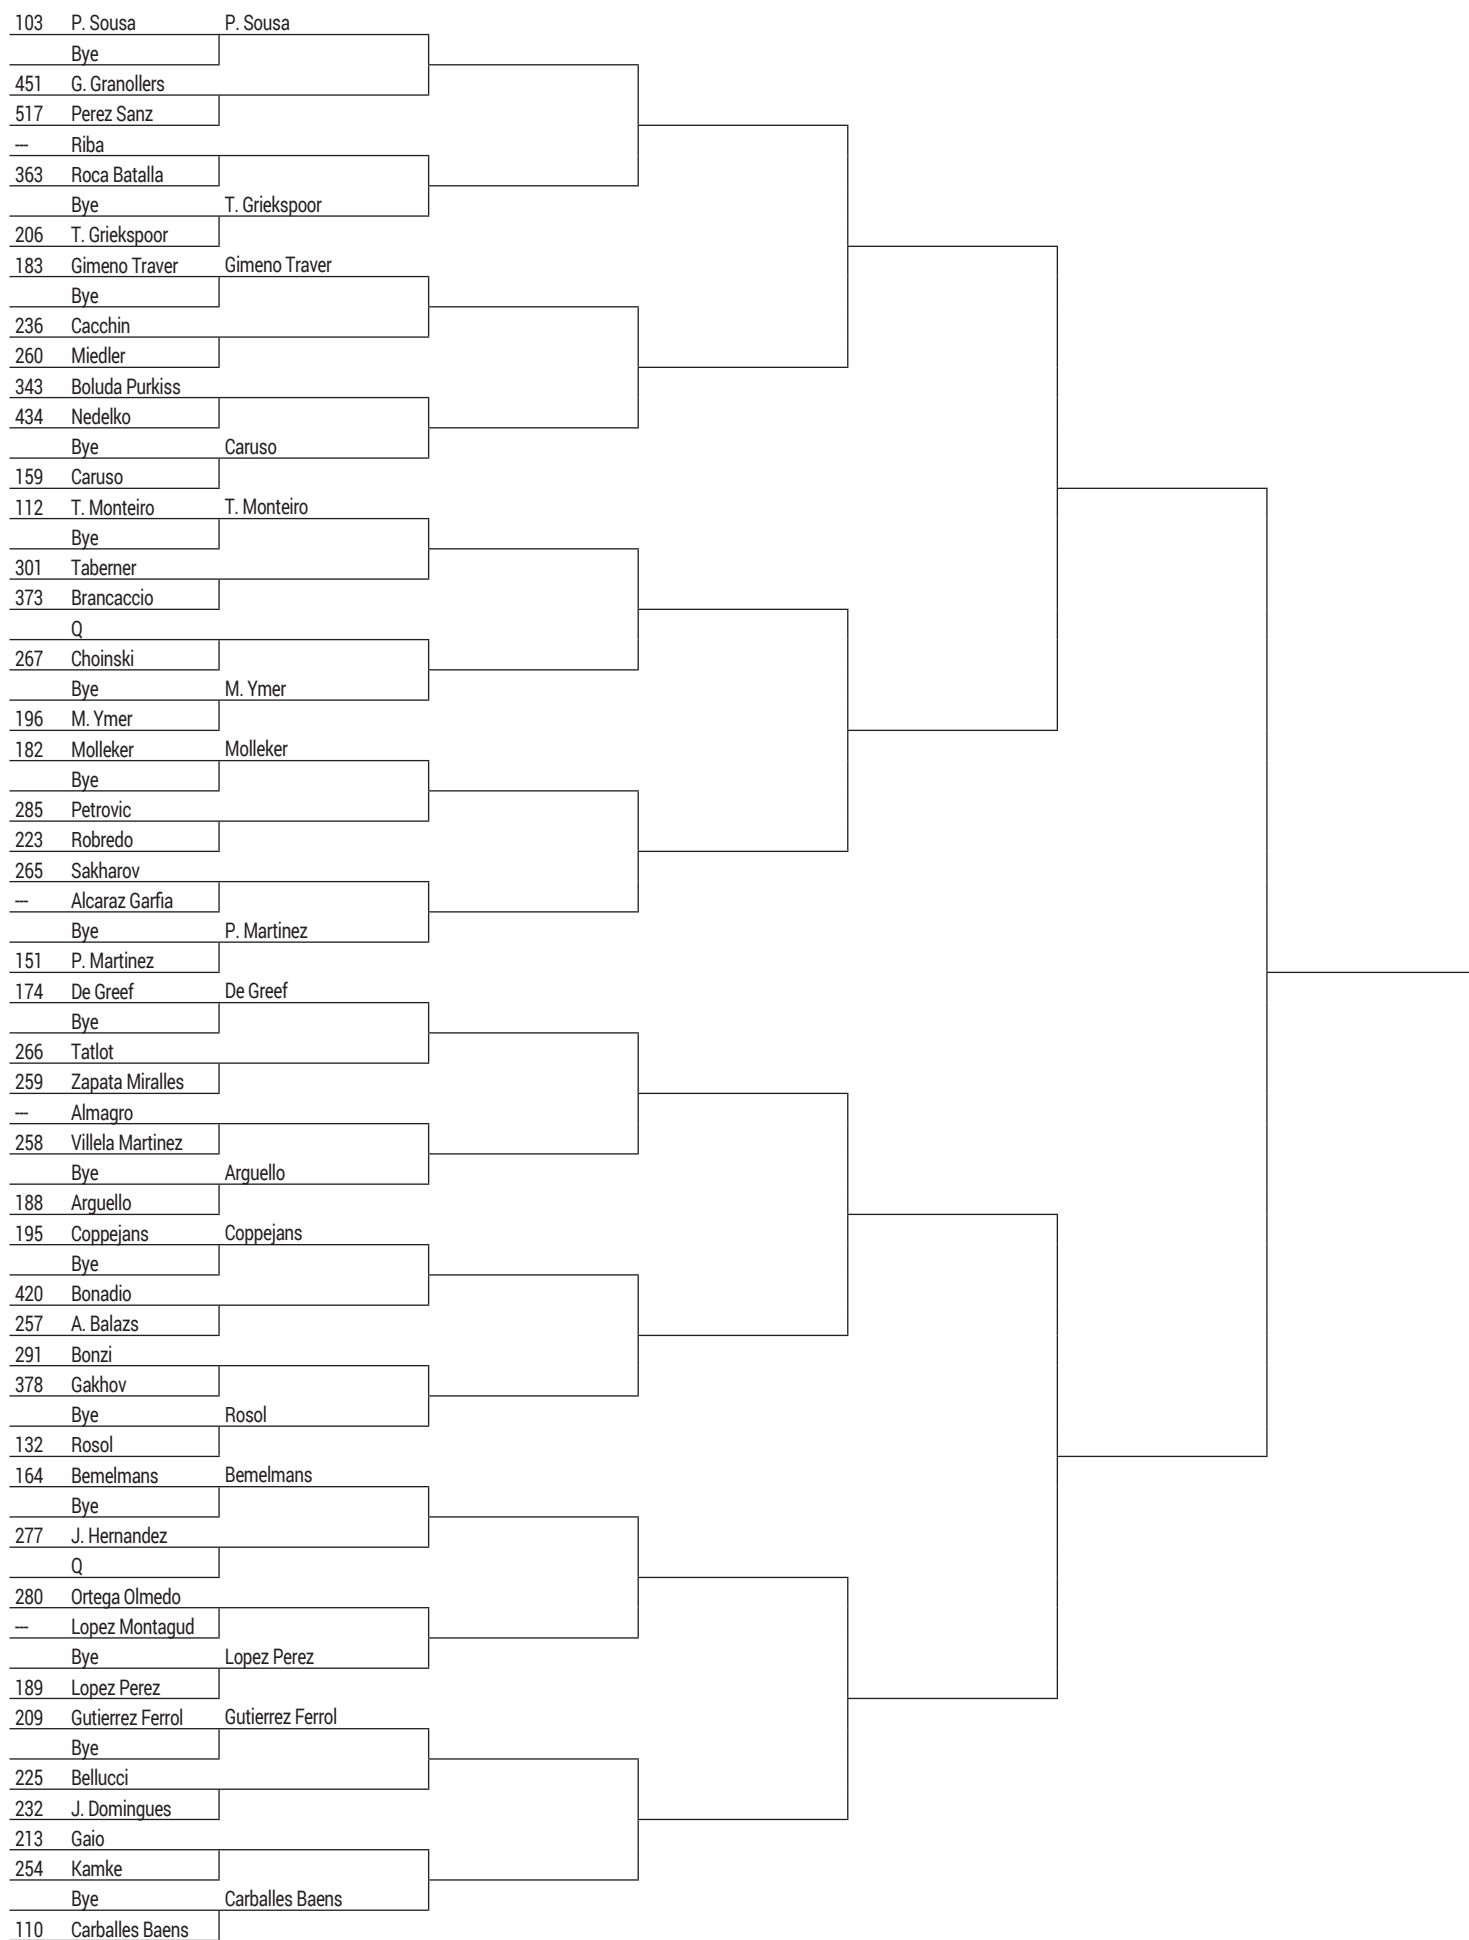 103 P. Sousa P. Sousa
Bye
451 G. Granollers
517 Perez Sanz
--- Riba
363 Roca Batalla
Bye T. Griekspoor
206 T. Griekspoor
183 Gimeno Traver Gimeno Traver
Bye
236 Cacchin
260 Miedler
343 Boluda Purkiss
434 Nedelko
Bye Caruso
159 Caruso
112 T. Monteiro T. Monteiro
Bye
301 Taberner
373 Brancaccio
Q
267 Choinski
Bye M. Ymer
196 M. Ymer
182 Molleker Molleker
Bye
285 Petrovic
223 Robredo
265 Sakharov
--- Alcaraz Garfia
Bye P. Martinez
151 P. Martinez
174 De Greef De Greef
Bye
266 Tatlot
259 Zapata Miralles
--- Almagro
258 Villela Martinez
Bye Arguello
188 Arguello
195 Coppejans Coppejans
Bye
420 Bonadio
257 A. Balazs
291 Bonzi
378 Gakhov
Bye Rosol
132 Rosol
164 Bemelmans Bemelmans
Bye
277 J. Hernandez
Q
280 Ortega Olmedo
--- Lopez Montagud
Bye Lopez Perez
189 Lopez Perez
209 Gutierrez Ferrol Gutierrez Ferrol
Bye
225 Bellucci
232 J. Domingues
213 Gaio
254 Kamke
Bye Carballes Baens
110 Carballes Baens